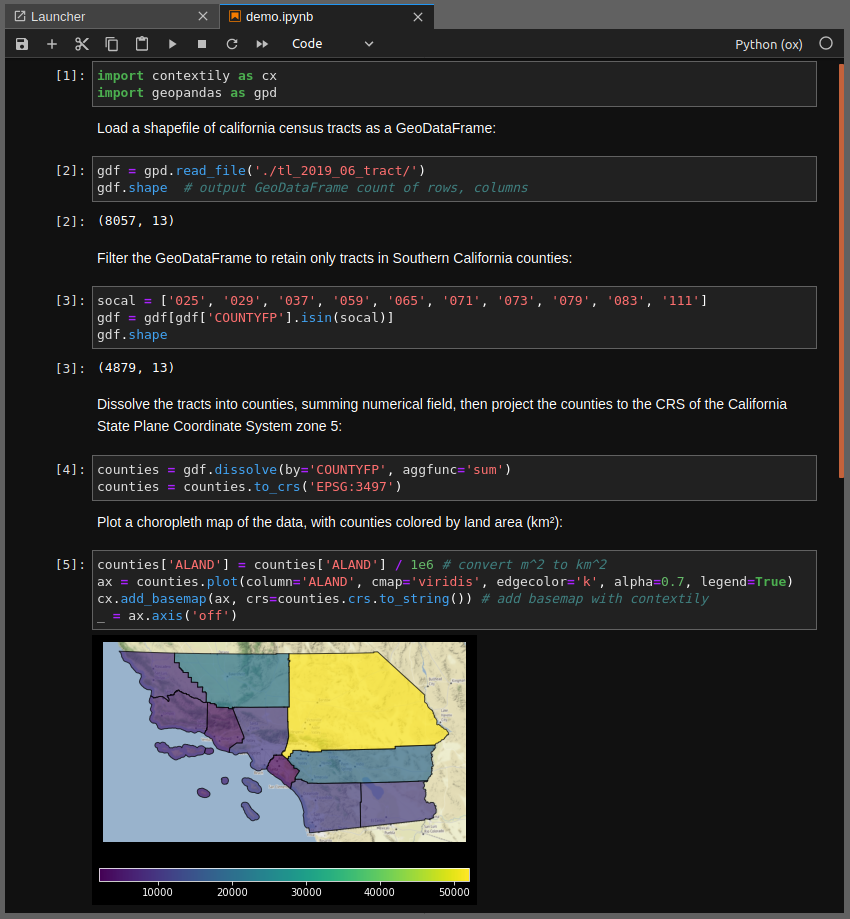 Launcher
demo.ipynb
Code
Python (ox)
[1]:
import contextily as cx
import geopandas as gpd
Load a shapefile of california census tracts as a GeoDataFrame:
[2]:
gdf = gpd.read_file('./tl_2019_06_tract/')
gdf.shape  # output GeoDataFrame count of rows, columns
[2]: (8057, 13)
Filter the GeoDataFrame to retain only tracts in Southern California counties:
[3]:
socal = ['025', '029', '037', '059', '065', '071', '073', '079', '083', '111']
gdf = gdf[gdf['COUNTYFP'].isin(socal)]
gdf.shape
[3]: (4879, 13)
Dissolve the tracts into counties, summing numerical field, then project the counties to the CRS of the California
State Plane Coordinate System zone 5:
[4]:
counties = gdf.dissolve(by='COUNTYFP', aggfunc='sum')
counties = counties.to_crs('EPSG:3497')
Plot a choropleth map of the data, with counties colored by land area (km²):
[5]:
counties['ALAND'] = counties['ALAND'] / 1e6 # convert m^2 to km^2
ax = counties.plot(column='ALAND', cmap='viridis', edgecolor='k', alpha=0.7, legend=True)
cx.add_basemap(ax, crs=counties.crs.to_string()) # add basemap with contextily
_ = ax.axis('off')
10000 20000 30000 40000 50000